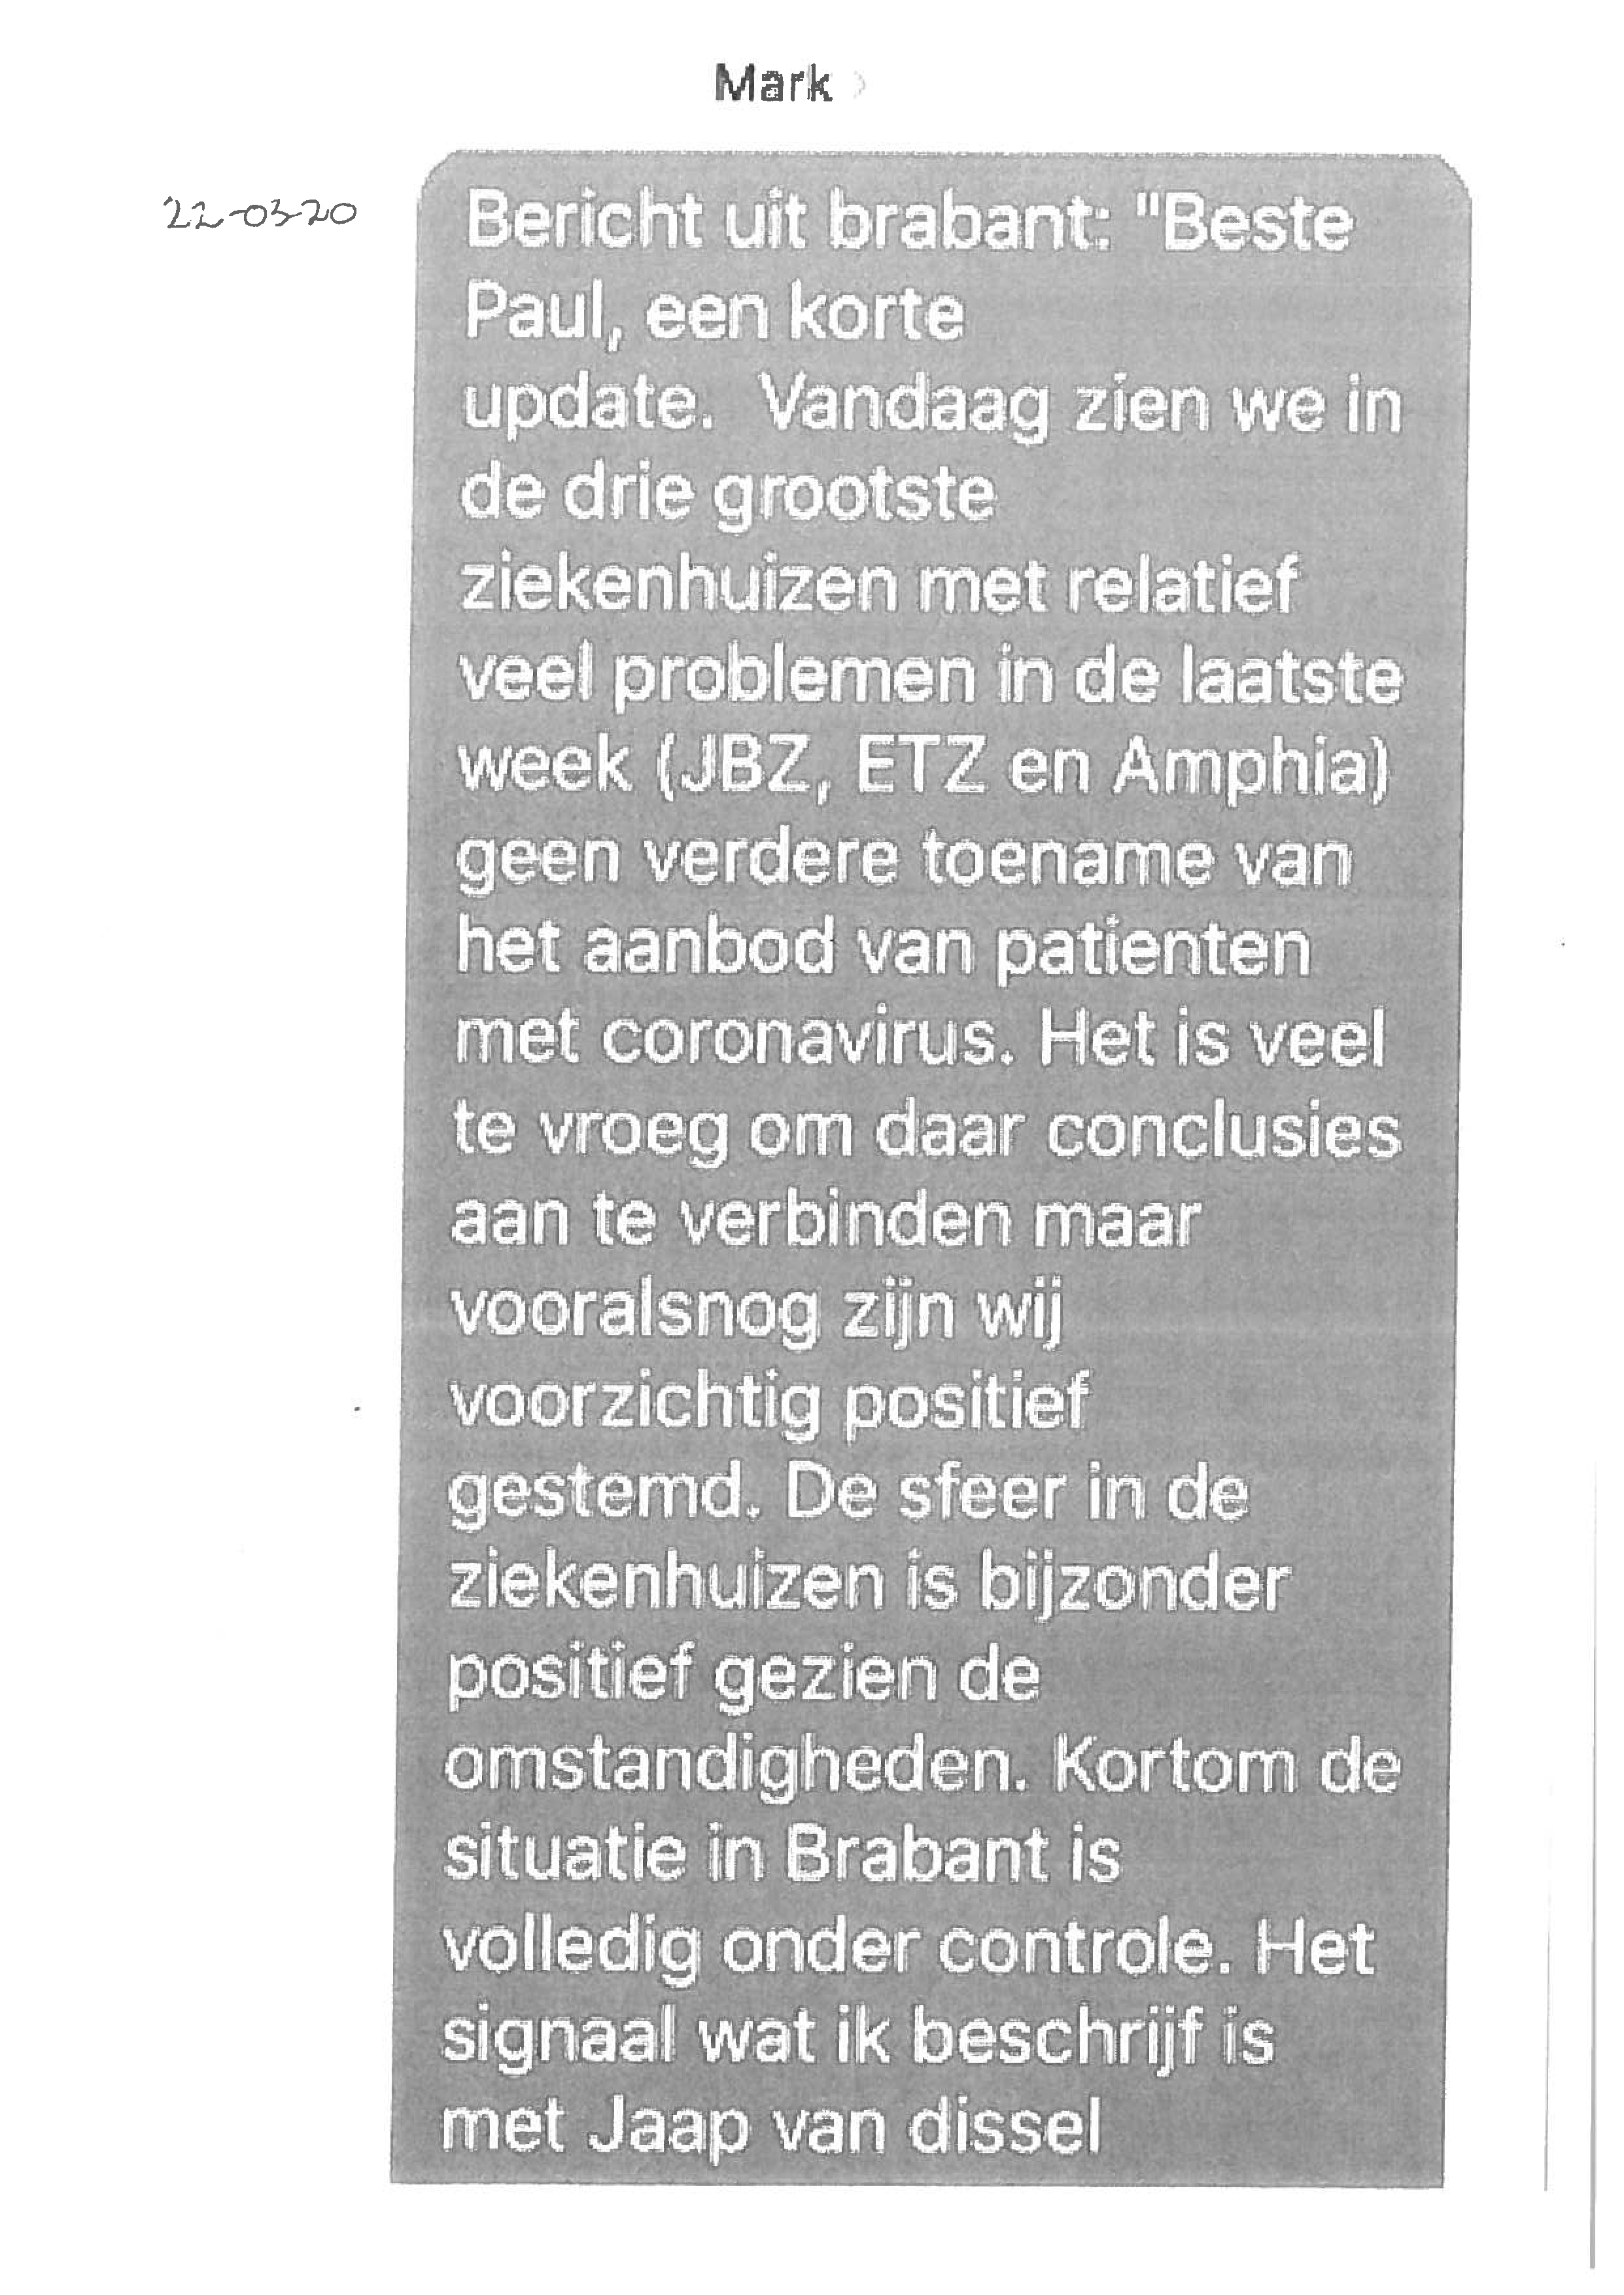 Mark
22-03-20
Bericht uit brabant: "Beste
Paul, een korte
update.  Vandaag zien we in
de drie grootste
ziekenhuizen met relatief
veel problemen in de laatste
week (JBZ, ETZ en Amphia)
geen verdere toename van
het aanbod van patienten
met coronavirus. Het is veel
te vroeg om daar conclusies
aan te verbinden maar
vooralsnog zijn wij
voorzichtig positief
gestemd. De sfeer in de
ziekenhuizen is bijzonder
positief gezien de
omstandigheden. Kortom de
situatie in Brabant is
volledig onder controle. Het
signaal wat ik beschrijf is
met Jaap van dissel